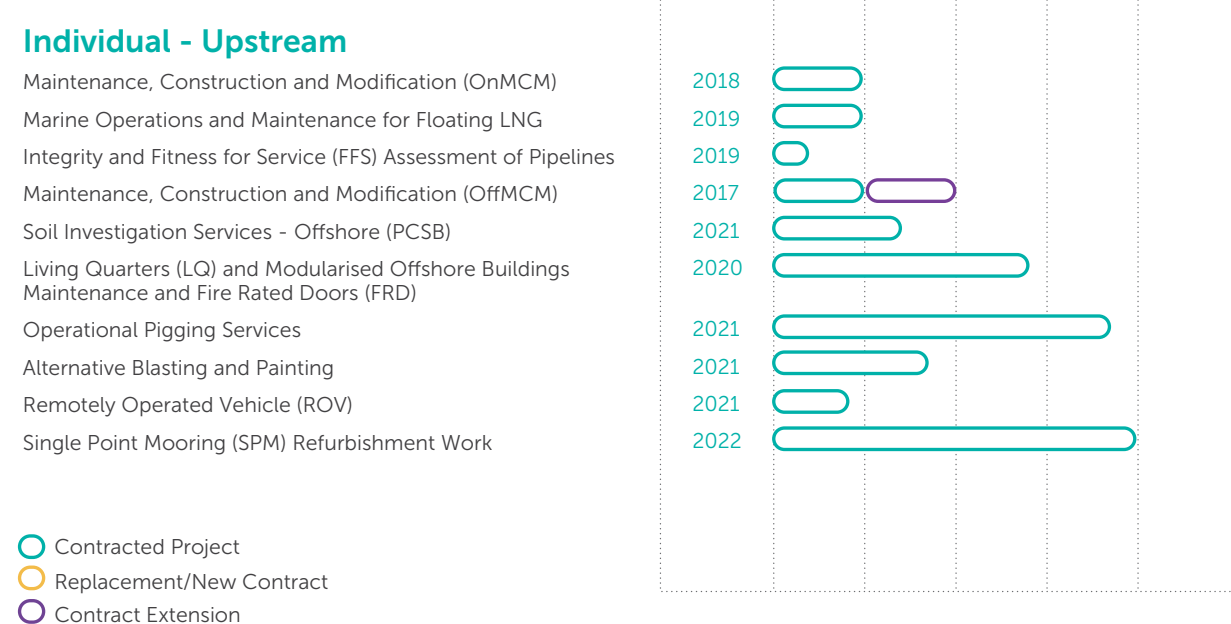 Individual - Upstream
Maintenance, Construction and Modification (OnMCM) 2018
Marine Operations and Maintenance for Floating LNG 2019
Integrity and Fitness for Service (FFS) Assessment of Pipelines 2019
Maintenance, Construction and Modification (OffMCM) 2017
Soil Investigation Services - Offshore (PCSB) 2021
Living Quarters (LQ) and Modularised Offshore Buildings 2020
Maintenance and Fire Rated Doors (FRD)
Operational Pigging Services 2021
Alternative Blasting and Painting 2021
Remotely Operated Vehicle (ROV) 2021
Single Point Mooring (SPM) Refurbishment Work 2022
Contracted Project
Replacement/New Contract
Contract Extension